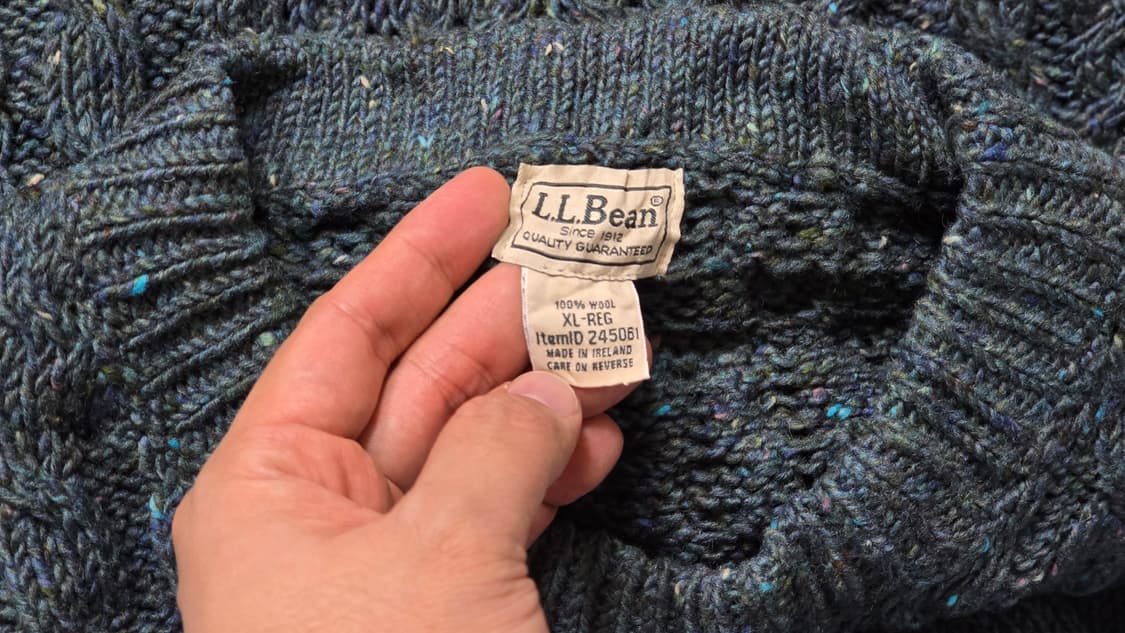 L.L.Bean®
Since 1912
QUALITY GUARANTEED
100% WOOL
XL-REG
ItemID 245061
MADE IN IRELAND
CARE ON REVERSE